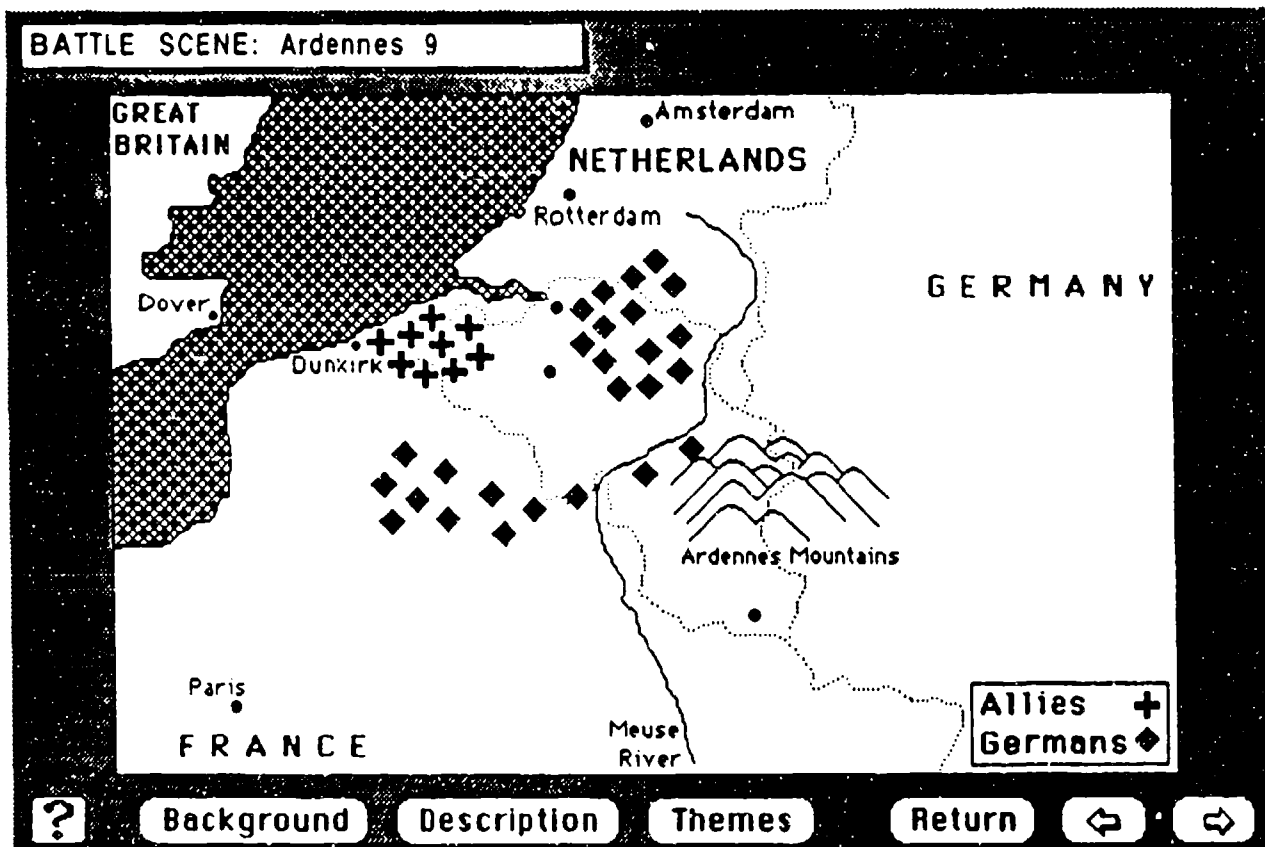 BATTLE SCENE: Ardennes 9
GREAT
BRITAIN
Amsterdam
NETHERLANDS
Rotterdam
GERMANY
Dover
Dunkirk
Ardennes Mountains
Paris
FRANCE
Meuse
River
Allies
Germans
? Background Description Themes Return